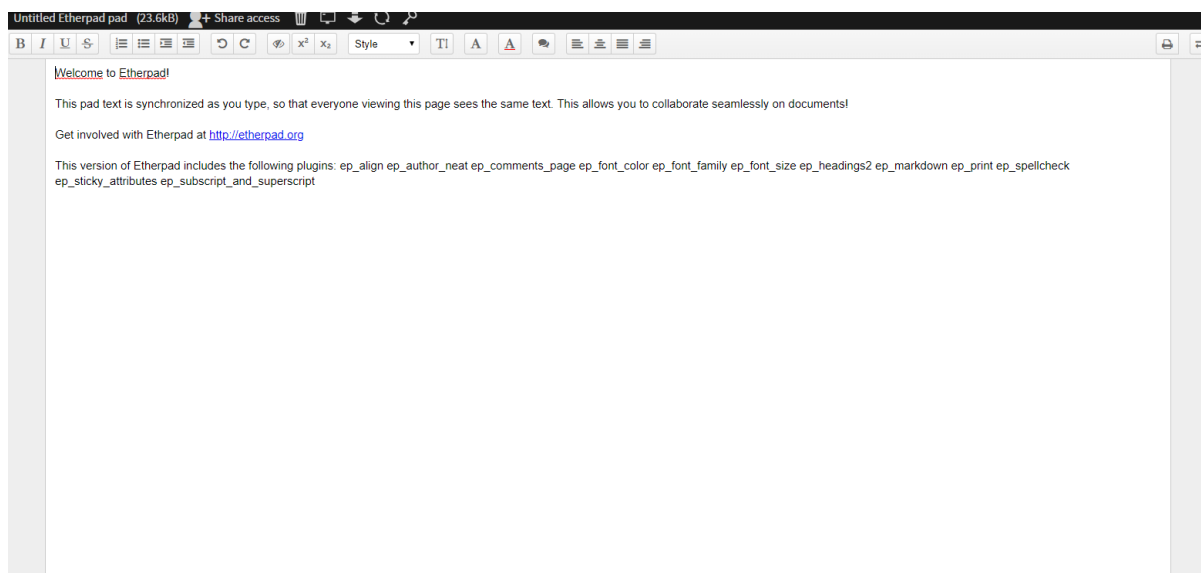 Untitled Etherpad pad (23.6kB) Share access
B I U S x² x₂ Style TI A A
Welcome to Etherpad!
This pad text is synchronized as you type, so that everyone viewing this page sees the same text. This allows you to collaborate seamlessly on documents!
Get involved with Etherpad at http://etherpad.org
This version of Etherpad includes the following plugins: ep_align ep_author_neat ep_comments_page ep_font_color ep_font_family ep_font_size ep_headings2 ep_markdown ep_print ep_spellcheck
ep_sticky_attributes ep_subscript_and_superscript